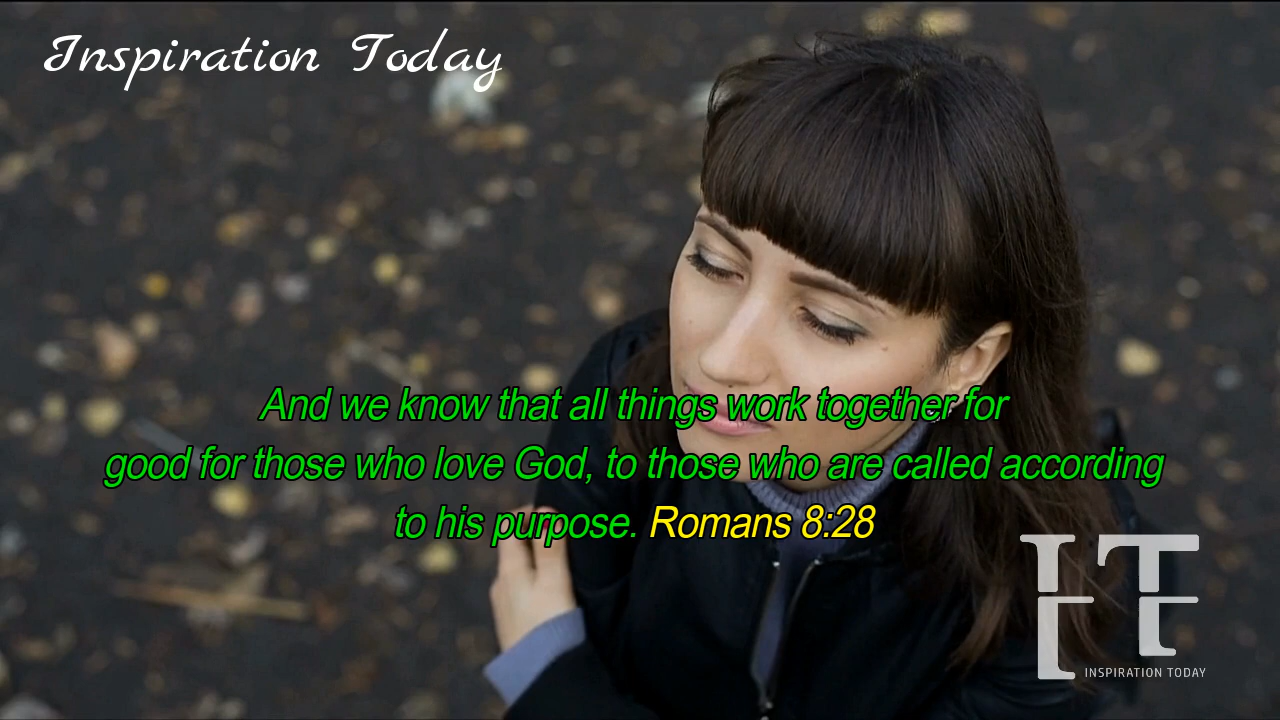 Inspiration Today
And we know that all things work together for
good for those who love God, to those who are called according
to his purpose. Romans 8:28
IT
INSPIRATION TODAY